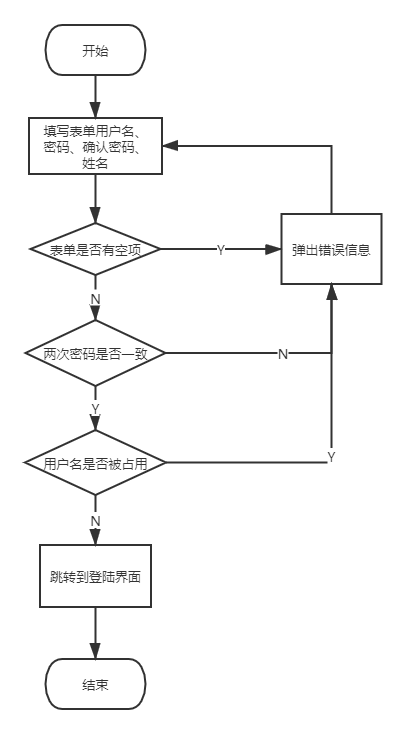 开始
填写表单用户名、
密码、确认密码、
姓名
表单是否有空项
Y
弹出错误信息
N
两次密码是否一致
N
Y
用户名是否被占用
Y
N
跳转到登陆界面
结束